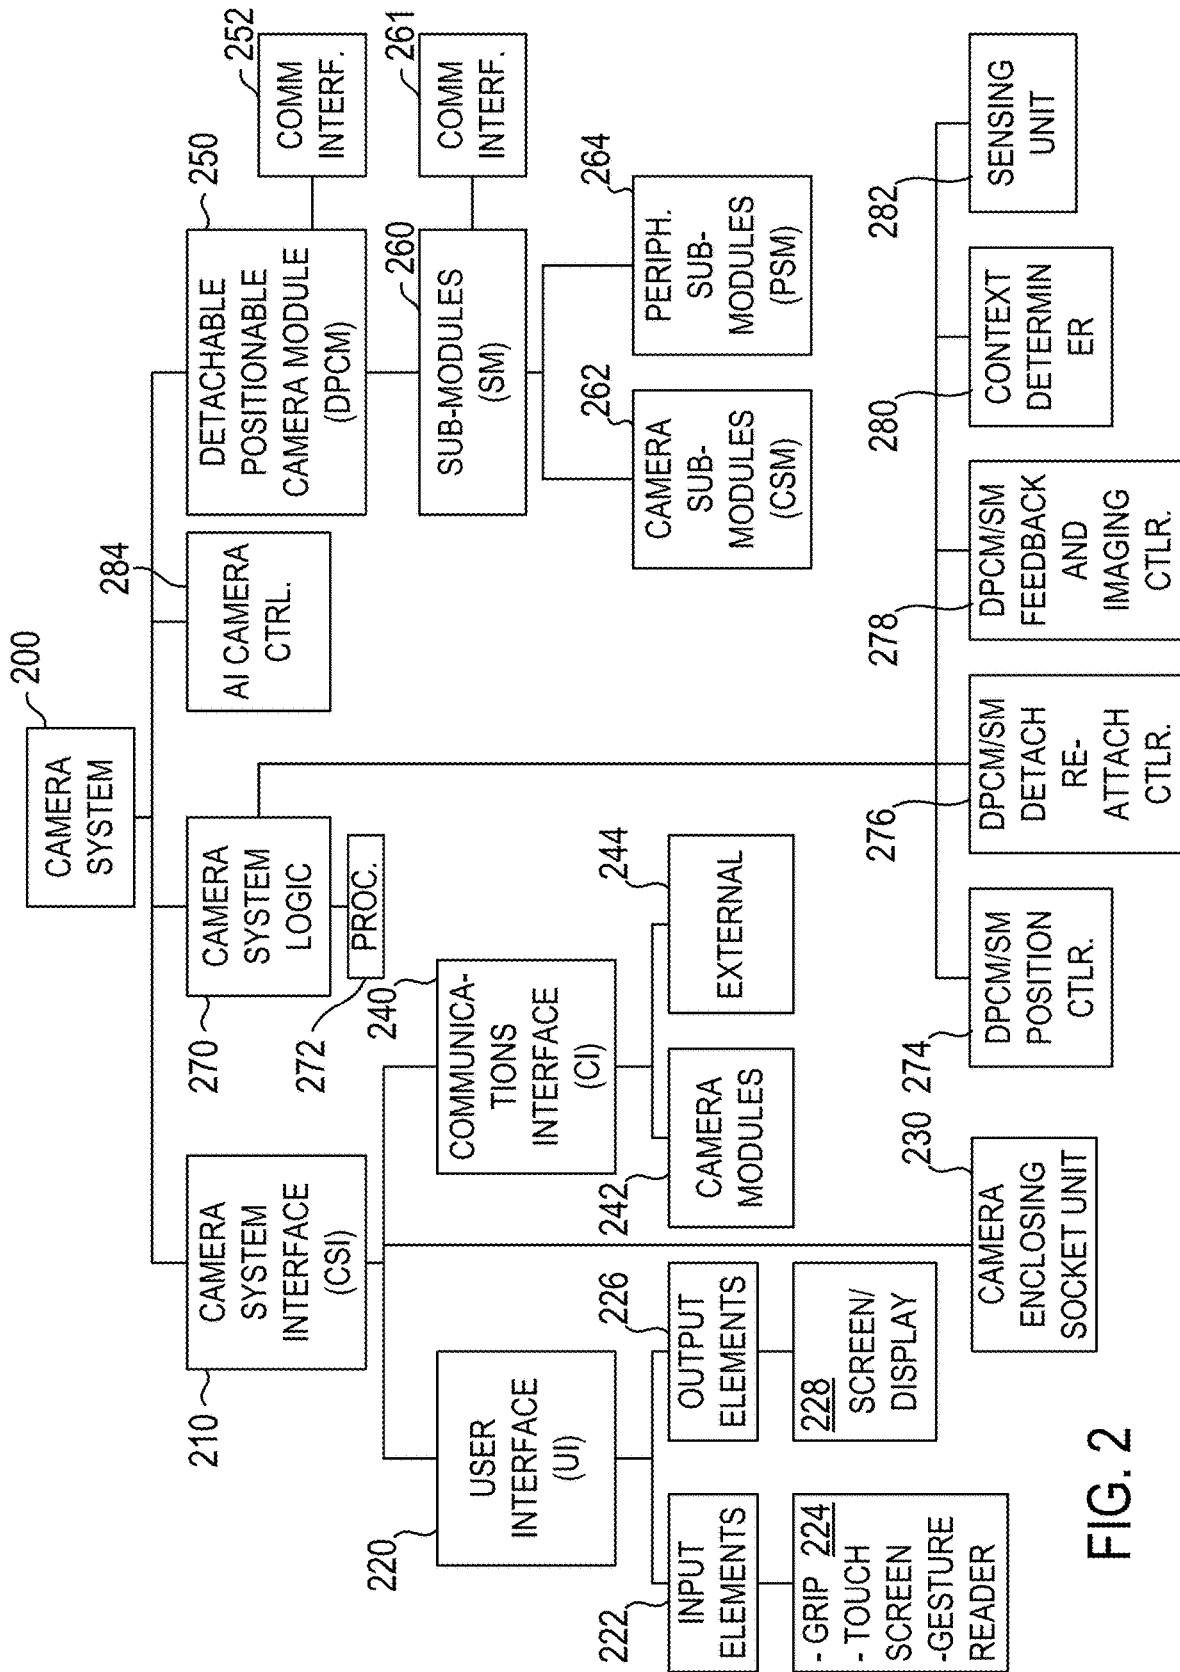 200
CAMERA
SYSTEM
210
CAMERA
SYSTEM
INTERFACE
(CSI)
270
CAMERA
SYSTEM
LOGIC
272
PROC.
284
AI CAMERA
CTRL.
250
DETACHABLE
POSITIONABLE
CAMERA MODULE
(DPCM)
252
COMM
INTERF.
260
SUB-MODULES
(SM)
261
COMM
INTERF.
262
CAMERA
SUB-
MODULES
(CSM)
264
PERIPH.
SUB-
MODULES
(PSM)
220
USER
INTERFACE
(UI)
240
COMMUNICA-
TIONS
INTERFACE
(CI)
222
INPUT
ELEMENTS
226
OUTPUT
ELEMENTS
242
CAMERA
MODULES
244
EXTERNAL
- GRIP 224
- TOUCH
SCREEN
-GESTURE
READER
228
SCREEN/
DISPLAY
230
CAMERA
ENCLOSING
SOCKET UNIT
274
DPCM/SM
POSITION
CTLR.
276
DPCM/SM
DETACH
RE-
ATTACH
CTLR.
278
DPCM/SM
FEEDBACK
AND
IMAGING
CTLR.
280
CONTEXT
DETERMIN
ER
282
SENSING
UNIT
FIG. 2